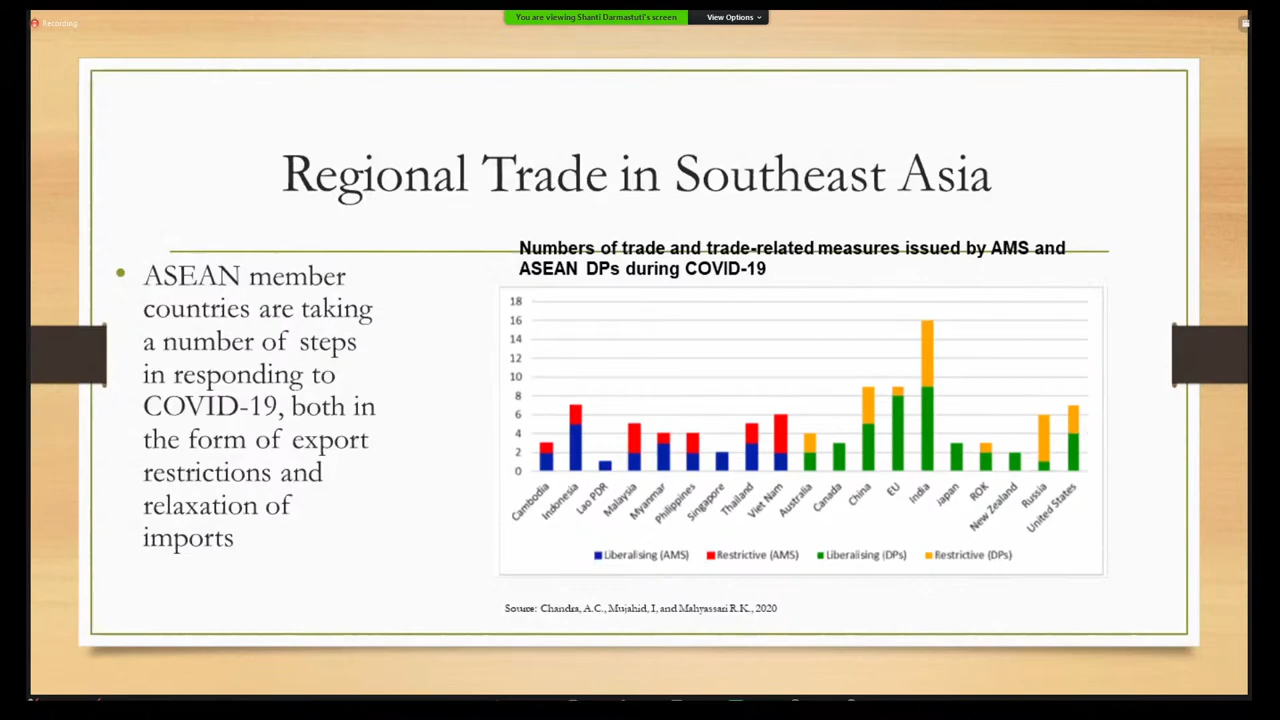 Recording
You are viewing Shanti Darmastuti's screen
View Options
Regional Trade in Southeast Asia
• ASEAN member
countries are taking
a number of steps
in responding to
COVID-19, both in
the form of export
restrictions and
relaxation of
imports
Numbers of trade and trade-related measures issued by AMS and
ASEAN DPs during COVID-19
18
16
14
12
10
8
6
4
2
0
Cambodia
Indonesia
Lao PDR
Malaysia
Myanmar
Philippines
Singapore
Thailand
Viet Nam
Australia
Canada
China
EU
India
Japan
ROK
New Zealand
Russia
United States
Liberalising (AMS) Restrictive (AMS) Liberalising (DPs) Restrictive (DPs)
Source: Chandra, A.C., Mujahid, I, and Mahyassari R.K., 2020